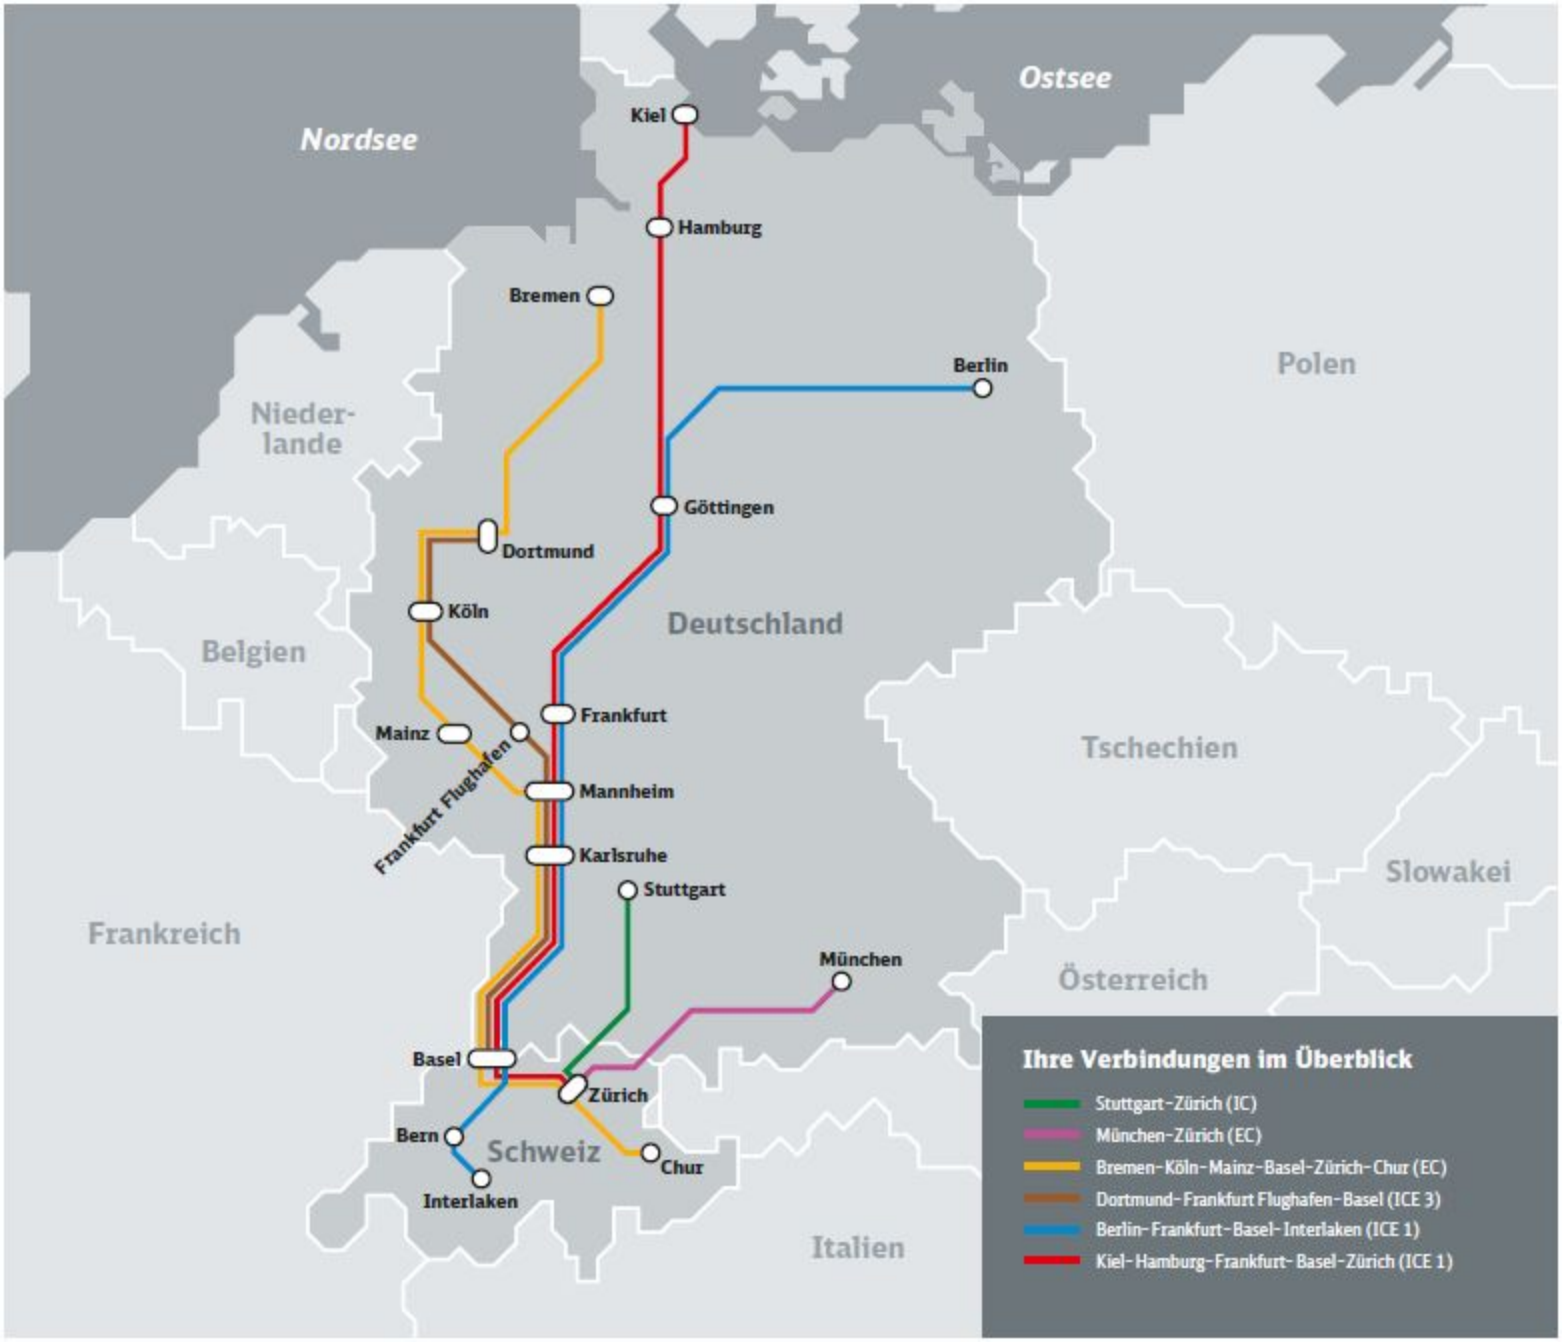 Ostsee
Kiel
Nordsee
Hamburg
Bremen
Berlin
Polen
Nieder-
lande
Göttingen
Dortmund
Köln
Deutschland
Belgien
Frankfurt
Mainz
Frankfurt Flughafen
Tschechien
Mannheim
Karlsruhe
Slowakei
Stuttgart
Frankreich
München
Österreich
Basel
Zürich
Bern
Schweiz
Chur
Interlaken
Italien
Ihre Verbindungen im Überblick
Stuttgart-Zürich (IC)
München-Zürich (EC)
Bremen-Köln-Mainz-Basel-Zürich-Chur (EC)
Dortmund-Frankfurt Flughafen-Basel (ICE 3)
Berlin-Frankfurt-Basel-Interlaken (ICE 1)
Kiel-Hamburg-Frankfurt-Basel-Zürich (ICE 1)